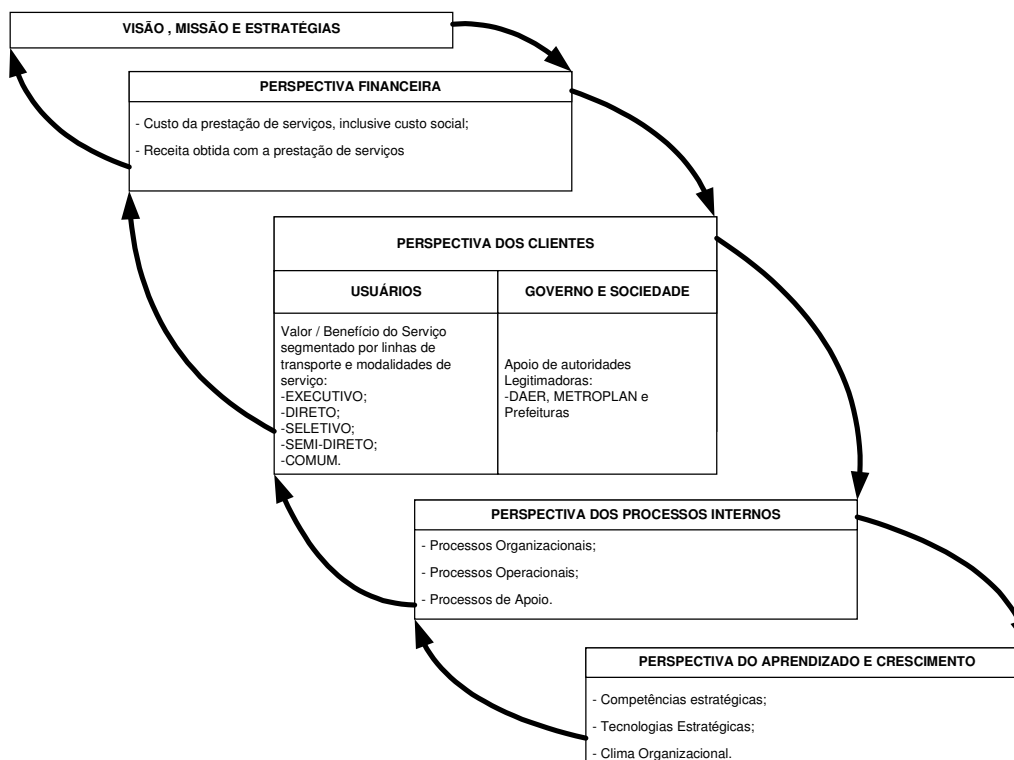 VISÃO , MISSÃO E ESTRATÉGIAS
PERSPECTIVA FINANCEIRA
- Custo da prestação de serviços, inclusive custo social;
- Receita obtida com a prestação de serviços
PERSPECTIVA DOS CLIENTES
USUÁRIOS
GOVERNO E SOCIEDADE
Valor / Benefício do Serviço
segmentado por linhas de
transporte e modalidades de
serviço:
-EXECUTIVO;
-DIRETO;
-SELETIVO;
-SEMI-DIRETO;
-COMUM.
Apoio de autoridades
Legitimadoras:
-DAER, METROPLAN e
Prefeituras
PERSPECTIVA DOS PROCESSOS INTERNOS
- Processos Organizacionais;
- Processos Operacionais;
- Processos de Apoio.
PERSPECTIVA DO APRENDIZADO E CRESCIMENTO
- Competências estratégicas;
- Tecnologias Estratégicas;
- Clima Organizacional.